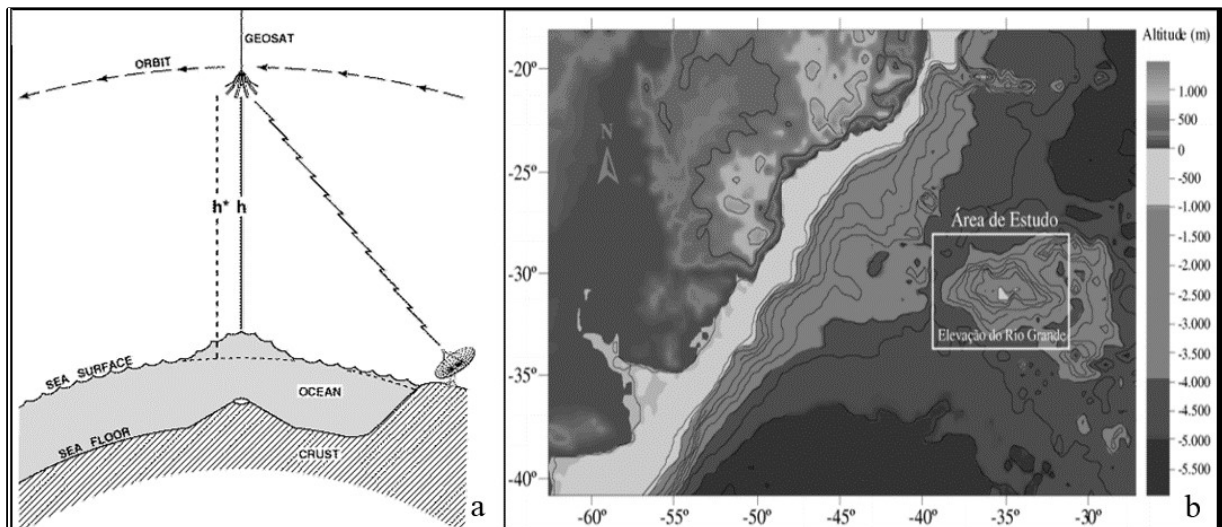 GEOSAT
ORBIT
h* h
SEA SURFACE
OCEAN
SEA FLOOR
CRUST
a
Altitude (m)
1.000
500
0
-500
-1.000
-1.500
-2.000
-2.500
-3.000
-3.500
-4.000
-4.500
-5.000
-5.500
-20º
-25º
-30º
-35º
-40º
N
Área de Estudo
Elevação do Rio Grande
-60º -55º -50º -45º -40º -35º -30º
b